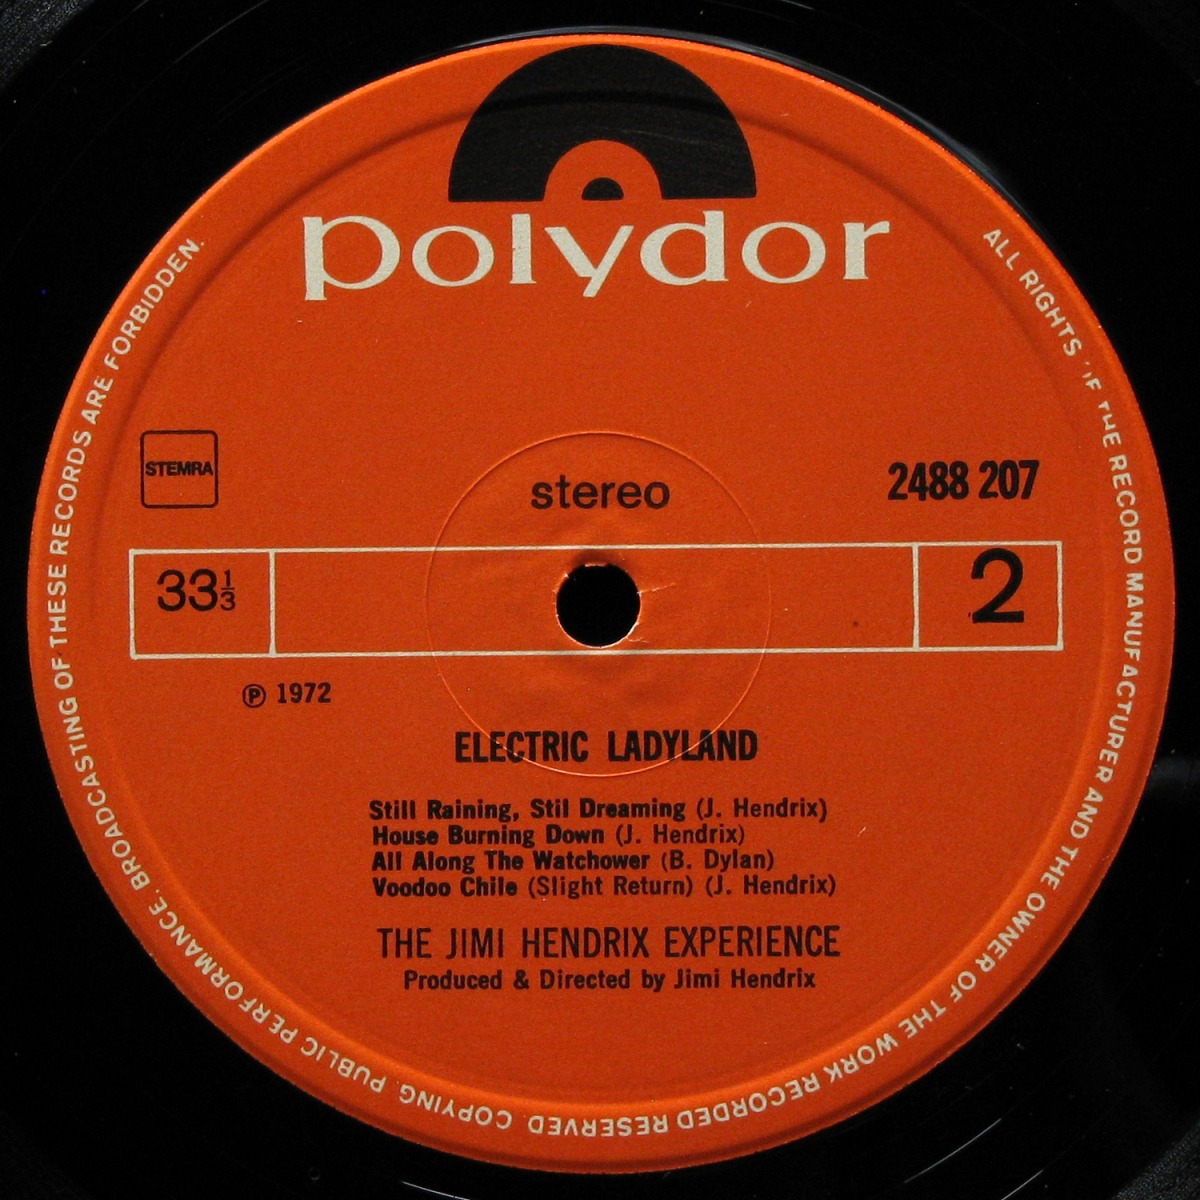 polydor
STEMRA
stereo
2488 207
33 1/3
2
℗ 1972
ELECTRIC LADYLAND
Still Raining, Stil Dreaming (J. Hendrix)
House Burning Down (J. Hendrix)
All Along The Watchower (B. Dylan)
Voodoo Chile (Slight Return) (J. Hendrix)
THE JIMI HENDRIX EXPERIENCE
Produced & Directed by Jimi Hendrix
ALL RIGHTS OF THE RECORD MANUFACTURER AND THE OWNER OF THE WORK RECORDED RESERVED. COPYING. PUBLIC PERFORMANCE. BROADCASTING OF THESE RECORDS ARE FORBIDDEN.